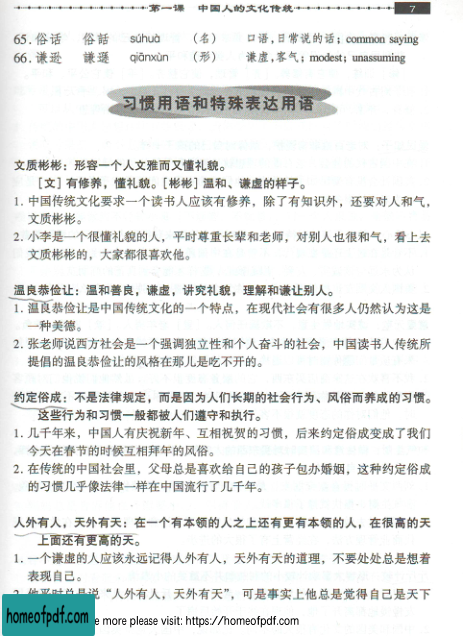 第一课 中国人的文化传统 7
65. 俗话 俗話 súhuà （名） 口语，日常说的话；common saying
66. 谦逊 謙遜 qiānxùn （形） 谦虚，客气；modest；unassuming
习惯用语和特殊表达用语
文质彬彬：形容一个人文雅而又懂礼貌。
［文］有修养，懂礼貌。［彬彬］温和、谦虚的样子。
1. 中国传统文化要求一个读书人应该有修养，除了有知识外，还要对人和气，
文质彬彬。
2. 小李是一个很懂礼貌的人，平时尊重长辈和老师，对别人也很和气，看上去
文质彬彬的，大家都很喜欢他。
温良恭俭让：温和善良，谦虚，讲究礼貌，理解和谦让别人。
1. 温良恭俭让是中国传统文化的一个特点，在现代社会有很多人仍然认为这是
一种美德。
2. 张老师说西方社会是一个强调独立性和个人奋斗的社会，中国读书人传统所
提倡的温良恭俭让的风格在那儿是吃不开的。
约定俗成：不是法律规定，而是因为人们长期的社会行为、风俗而养成的习惯。
这些行为和习惯一般都被人们遵守和执行。
1. 几千年来，中国人有庆祝新年、互相祝贺的习惯，后来约定俗成变成了我们
今天在春节的时候互相拜年的风俗。
2. 在传统的中国社会里，父母总是喜欢给自己的孩子包办婚姻，这种约定俗成
的习惯几乎像法律一样在中国流行了几千年。
人外有人，天外有天：在一个有本领的人之上还有更有本领的人，在很高的天
上面还有更高的天。
1. 一个谦虚的人应该永远记得人外有人，天外有天的道理，不要处处总是想着
表现自己。
2. 他平时总是说“人外有人，天外有天”，可是事实上他总是觉得自己是天下
homeofpdf.com
e more please visit: https://homeofpdf.com